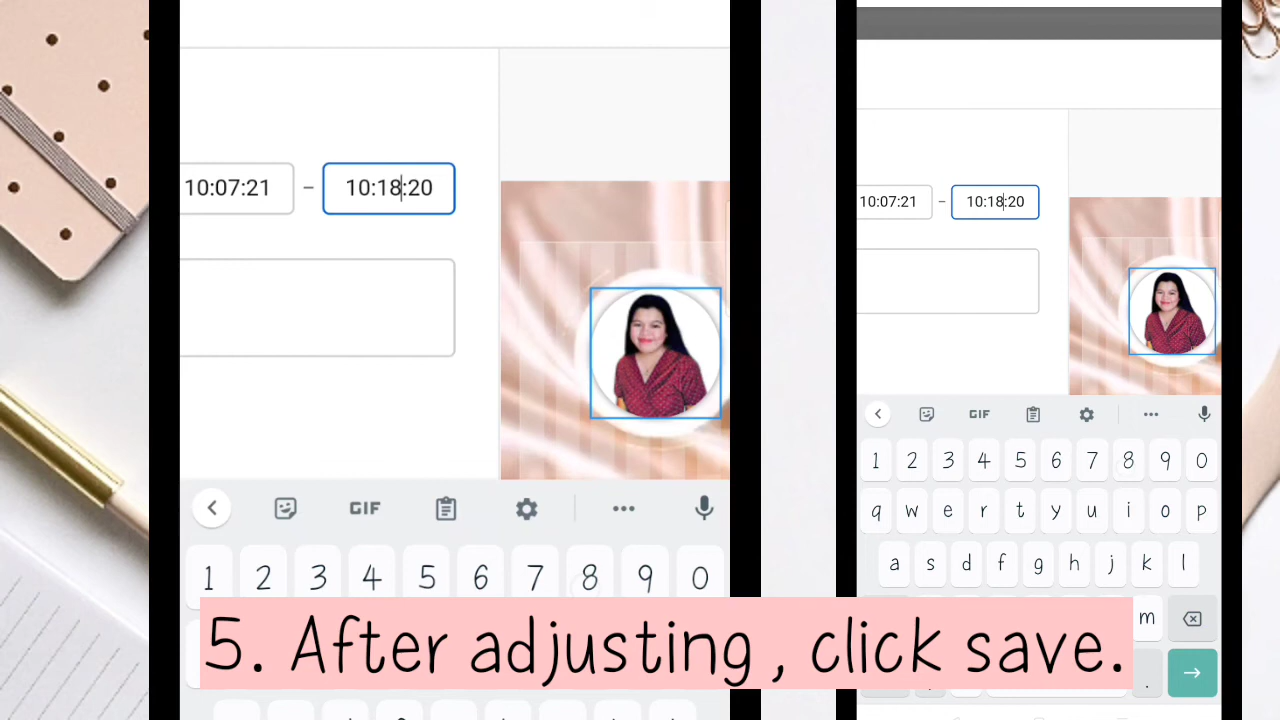 10:07:21 – 10:18:20
GIF
1 2 3 4 5 6 7 8 9 0
10:07:21 – 10:18:20
GIF
1 2 3 4 5 6 7 8 9 0
q w e r t y u i o p
a s d f g h j k l
m
.
5. After adjusting , click save.